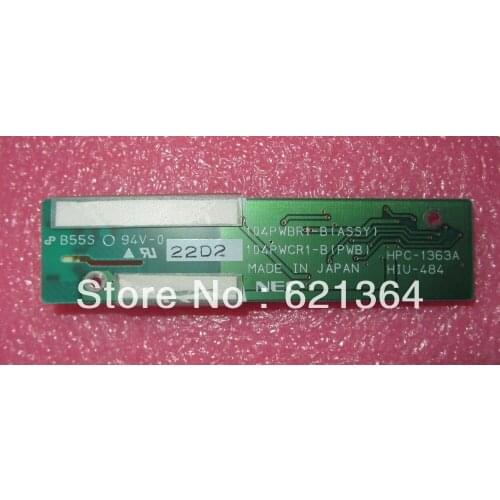 104PWBR1-B(ASSY)
B55S 94V-0
104PWCR1-B(PWB)
22D2
HPC-1363A
MADE IN JAPAN
HIU-484
Store No: 621364